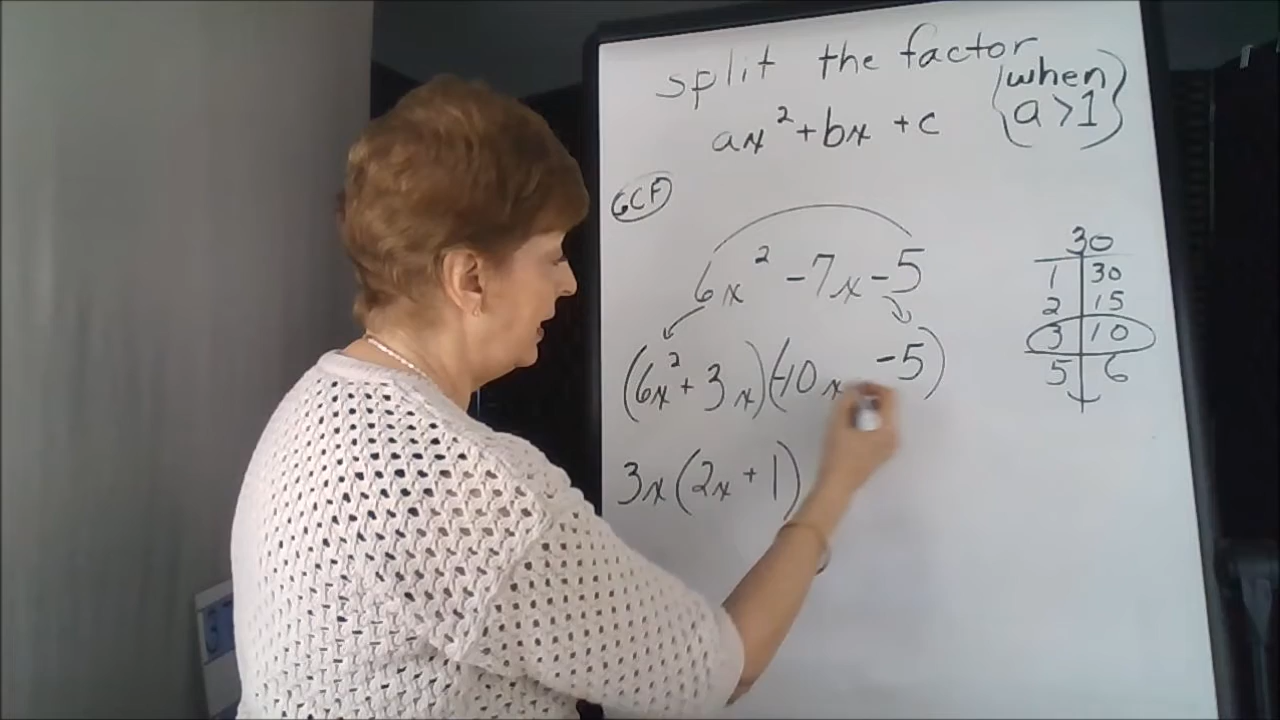 split the factor
{when a>1}
ax² + bx + c
GCF
6x² - 7x - 5
(6x² + 3x)(-10x -5)
3x(2x + 1)
30
1 30
2 15
3 10
5 6